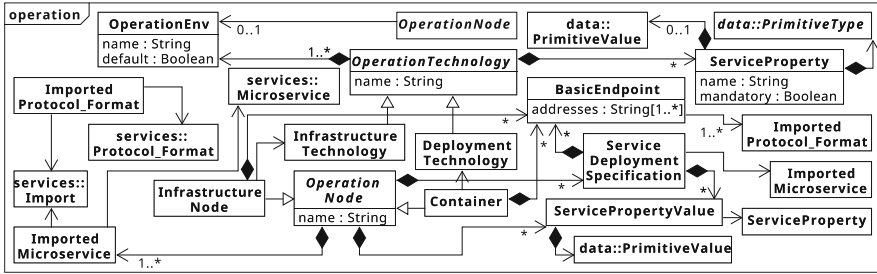 operation
OperationEnv
name : String
default : Boolean
0..1
OperationNode
data::
PrimitiveValue
0..1
data::PrimitiveType
1..*
OperationTechnology
name : String
*
ServiceProperty
name : String
mandatory : Boolean
Imported
Protocol_Format
services::
Microservice
BasicEndpoint
addresses : String[1..*]
*
1..*
Imported
Protocol_Format
services::
Protocol_Format
Infrastructure
Technology
Deployment
Technology
*
*
Service
Deployment
Specification
Imported
Microservice
services::
Import
Infrastructure
Node
Operation
Node
name : String
*
Container
*
ServicePropertyValue
ServiceProperty
*
Imported
Microservice
1..*
data::PrimitiveValue